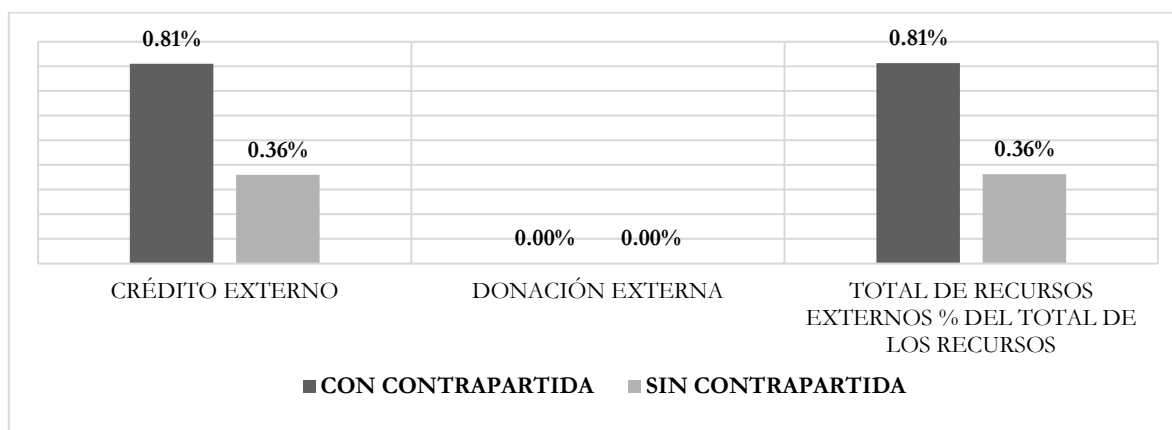 0.81%
0.36%
0.00%
0.00%
0.81%
0.36%
CRÉDITO EXTERNO
DONACIÓN EXTERNA
TOTAL DE RECURSOS
EXTERNOS % DEL TOTAL DE
LOS RECURSOS
CON CONTRAPARTIDA
SIN CONTRAPARTIDA